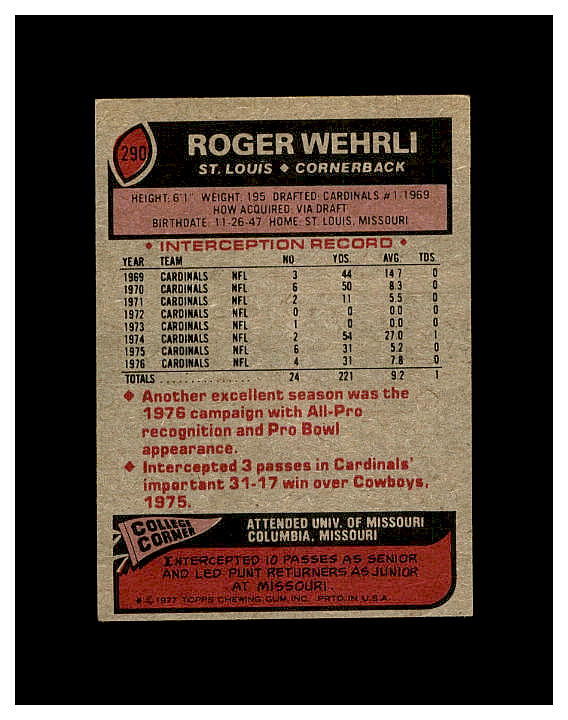 290
ROGER WEHRLI
ST. LOUIS ♦ CORNERBACK
HEIGHT: 6'1" WEIGHT: 195 DRAFTED: CARDINALS #1-1969
HOW ACQUIRED: VIA DRAFT
BIRTHDATE: 11-26-47 HOME: ST. LOUIS, MISSOURI
♦ INTERCEPTION RECORD ♦
YEAR TEAM NO. YDS. AVG. TDS.
1969 CARDINALS NFL 3 44 14.7 0
1970 CARDINALS NFL 6 50 8.3 0
1971 CARDINALS NFL 2 11 5.5 0
1972 CARDINALS NFL 0 0 0.0 0
1973 CARDINALS NFL 1 0 0.0 0
1974 CARDINALS NFL 2 54 27.0 1
1975 CARDINALS NFL 6 31 5.2 0
1976 CARDINALS NFL 4 31 7.8 0
TOTALS ................ 24 221 9.2 1
♦ Another excellent season was the
1976 campaign with All-Pro
recognition and Pro Bowl
appearance.
♦ Intercepted 3 passes in Cardinals'
important 31-17 win over Cowboys,
1975.
COLLEGE
CORNER
ATTENDED UNIV. OF MISSOURI
COLUMBIA, MISSOURI
INTERCEPTED 10 PASSES AS SENIOR
AND LED PUNT RETURNERS AS JUNIOR
AT MISSOURI.
* © 1977 TOPPS CHEWING GUM, INC. PRTD. IN U.S.A.